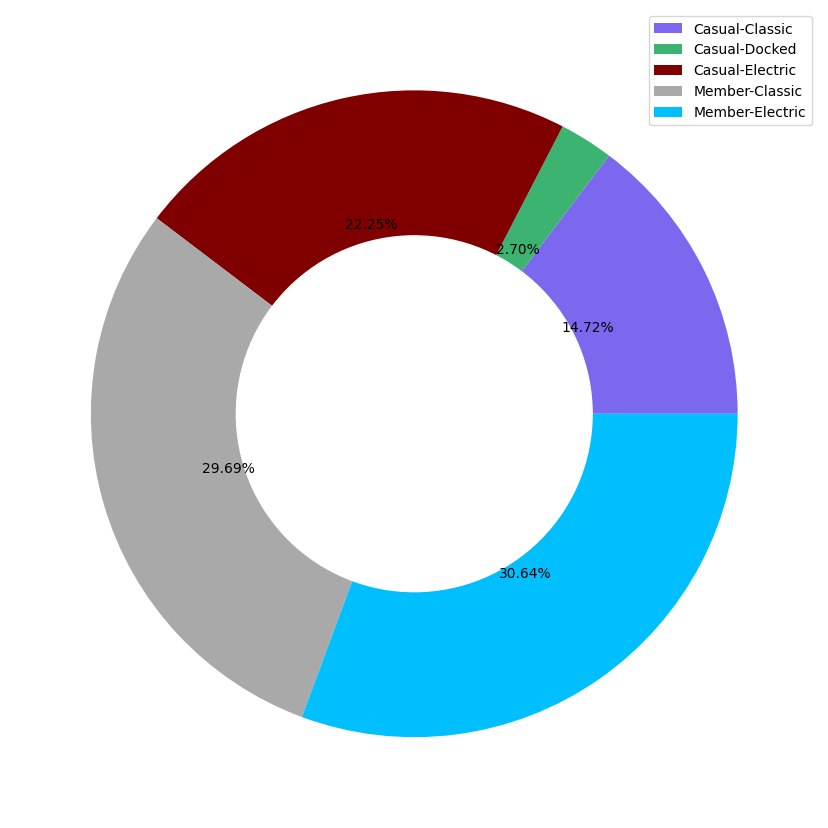 Casual-Classic
Casual-Docked
Casual-Electric
Member-Classic
Member-Electric
22.25%
2.70%
14.72%
29.69%
30.64%